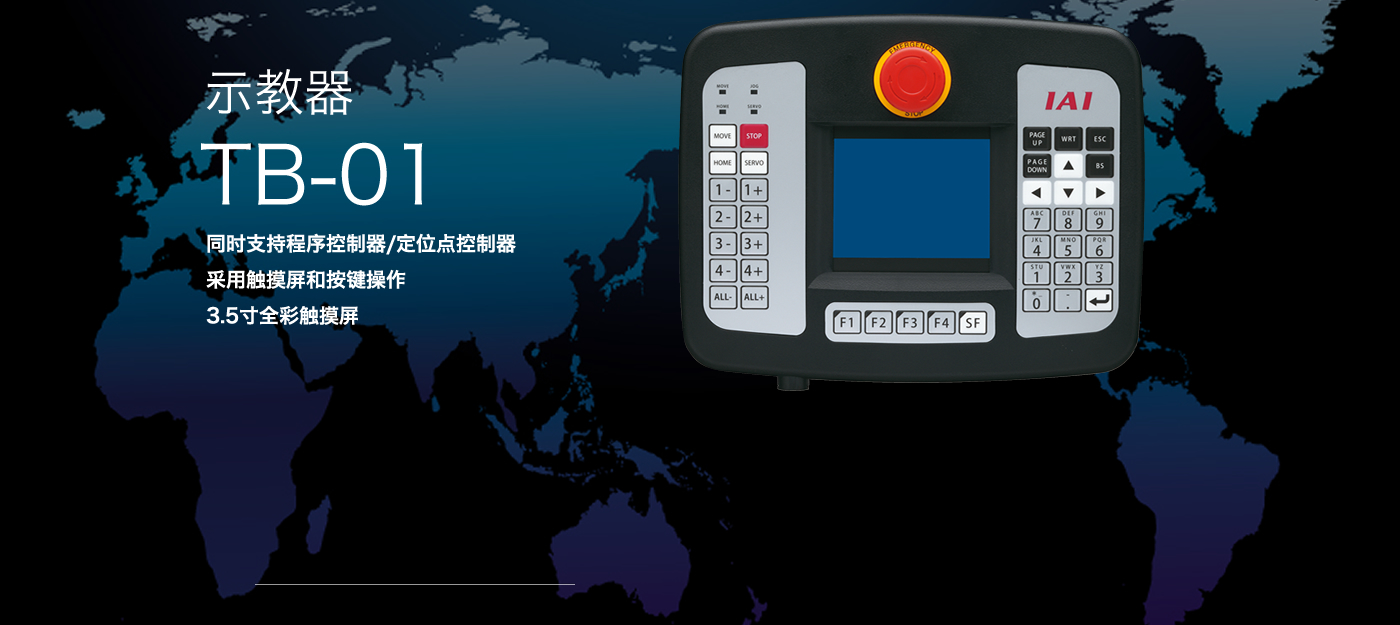 示教器
TB-01
同时支持程序控制器/定位点控制器
采用触摸屏和按键操作
3.5寸全彩触摸屏
EMERGENCY
STOP
MOVE JOG
HOME SERVO
MOVE STOP
HOME SERVO
1- 1+
2- 2+
3- 3+
4- 4+
ALL- ALL+
F1 F2 F3 F4 SF
IAI
PAGE UP WRT ESC
PAGE DOWN ▲ BS
◀ ▼ ▶
ABC DEF GHI
7 8 9
JKL MNO PQR
4 5 6
STU VWX YZ
1 2 3
0 .